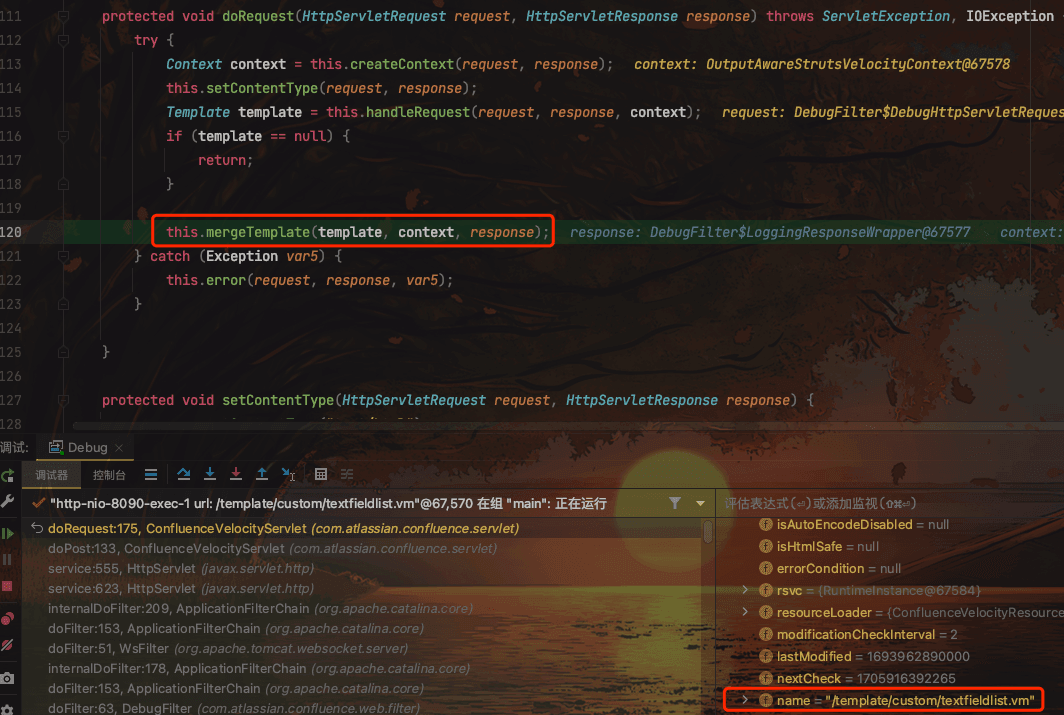 111 protected void doRequest(HttpServletRequest request, HttpServletResponse response) throws ServletException, IOException
112 try {
113 Context context = this.createContext(request, response); context: OutputAwareStrutsVelocityContext@67578
114 this.setContentType(request, response);
115 Template template = this.handleRequest(request, response, context); request: DebugFilter$DebugHttpServletReques
116 if (template == null) {
117 return;
118 }
119
120 this.mergeTemplate(template, context, response); response: DebugFilter$LoggingResponseWrapper@67577 context:
121 } catch (Exception var5) {
122 this.error(request, response, var5);
123 }
124
125 }
126
127 protected void setContentType(HttpServletRequest request, HttpServletResponse response) {
128
调试: Debug
调试器 控制台
"http-nio-8090-exec-1 url: /template/custom/textfieldlist.vm"@67,570 在组 "main": 正在运行
评估表达式(⏎)或添加监视(⇧⌘⏎)
doRequest:175, ConfluenceVelocityServlet (com.atlassian.confluence.servlet)
doPost:133, ConfluenceVelocityServlet (com.atlassian.confluence.servlet)
service:555, HttpServlet (javax.servlet.http)
service:623, HttpServlet (javax.servlet.http)
internalDoFilter:209, ApplicationFilterChain (org.apache.catalina.core)
doFilter:153, ApplicationFilterChain (org.apache.catalina.core)
doFilter:51, WsFilter (org.apache.tomcat.websocket.server)
internalDoFilter:178, ApplicationFilterChain (org.apache.catalina.core)
doFilter:153, ApplicationFilterChain (org.apache.catalina.core)
doFilter:63, DebugFilter (com.atlassian.confluence.web.filter)
isAutoEncodeDisabled = null
isHtmlSafe = null
errorCondition = null
rsvc = {RuntimeInstance@67584}
resourceLoader = {ConfluenceVelocityResource
modificationCheckInterval = 2
lastModified = 1693962890000
nextCheck = 1705916392265
name = "/template/custom/textfieldlist.vm"